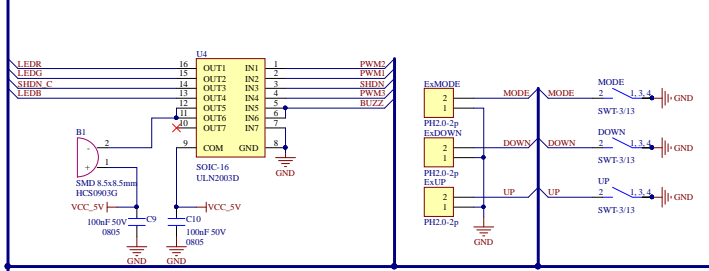 U4
LEDR 16 OUT1 IN1 1 PWM2
LEDG 15 OUT2 IN2 2 PWM1
SHDN_C 14 OUT3 IN3 3 SHDN
LEDB 13 OUT4 IN4 4 PWM3
12 OUT5 IN5 5 BUZZ
11 OUT6 IN6 6
10 OUT7 IN7 7
9 COM GND 8
SOIC-16
ULN2003D
GND
B1
- 2
+ 1
SMD 8.5x8.5mm
HCS0903G
VCC_5V
C9
100nF 50V
0805
GND
VCC_5V
C10
100nF 50V
0805
GND
ExMODE
2
1
PH2.0-2p
ExDOWN
2
1
PH2.0-2p
ExUP
2
1
PH2.0-2p
GND
MODE MODE
DOWN DOWN
UP UP
MODE
2 1, 3, 4 GND
SWT-3/13
DOWN
2 1, 3, 4 GND
SWT-3/13
UP
2 1, 3, 4 GND
SWT-3/13